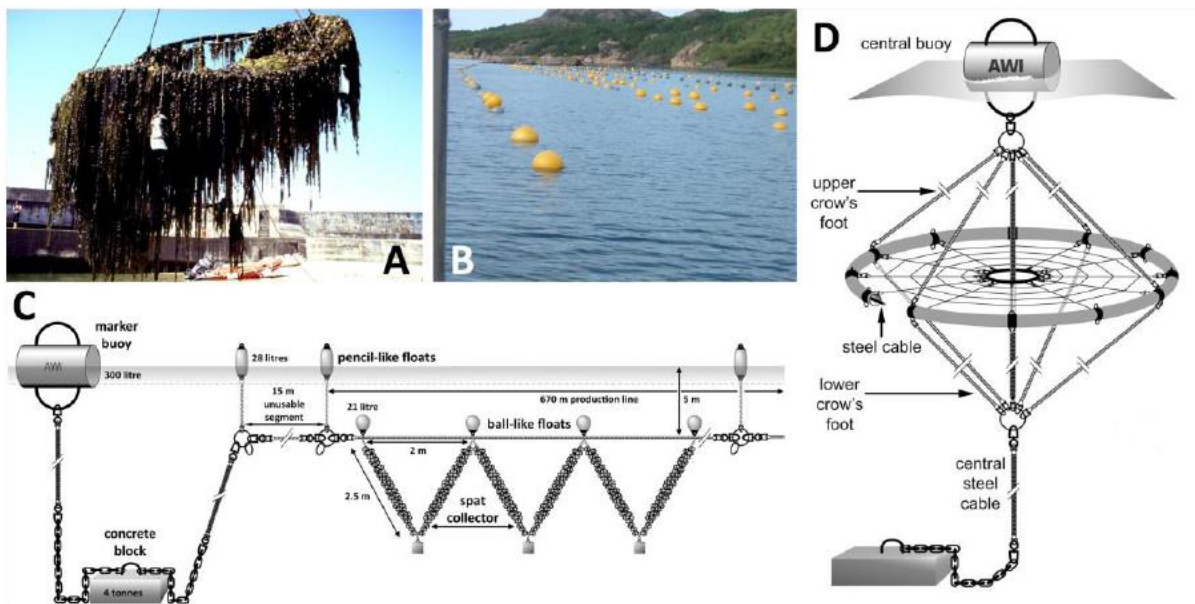 A
B
C
marker
buoy
AWI
300 litre
28 litres
pencil-like floats
15 m
unusable
segment
670 m production line
5 m
21 litre
ball-like floats
2 m
2.5 m
spat
collector
concrete
block
4 tonnes
D
central buoy
AWI
upper
crow's
foot
steel cable
lower
crow's
foot
central
steel
cable